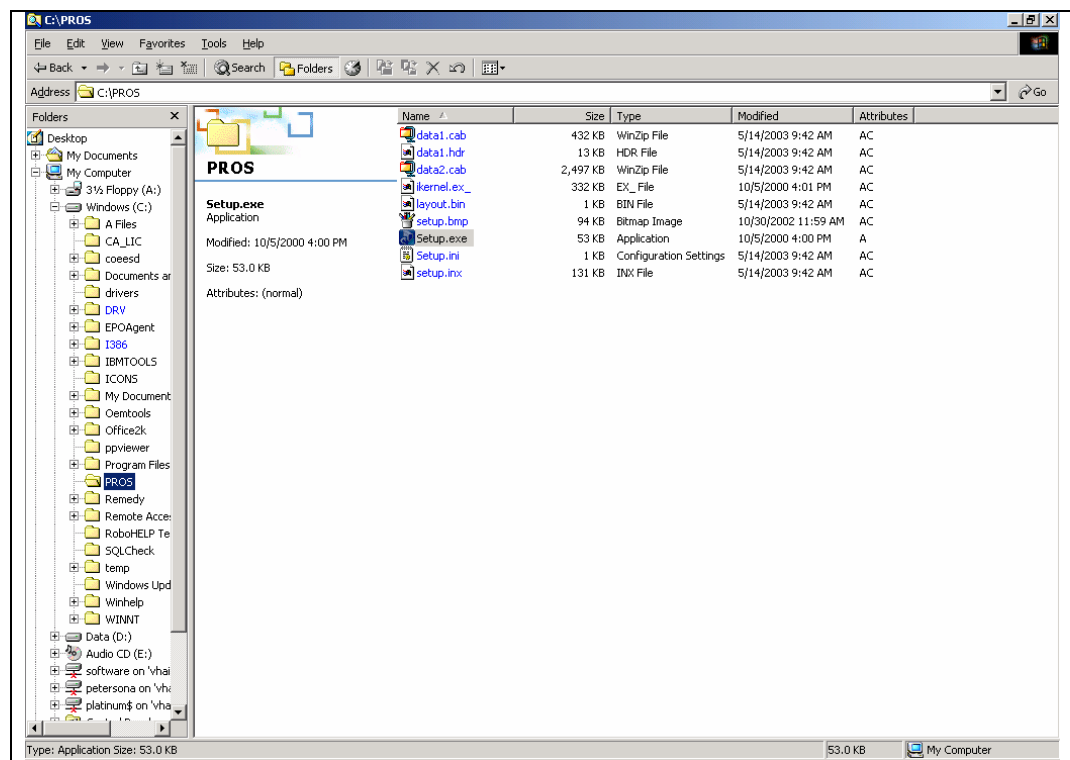 C:\PROS
File Edit View Favorites Tools Help
Back Search Folders
Address C:\PROS Go
Folders
Desktop
My Documents
My Computer
3½ Floppy (A:)
Windows (C:)
A Files
CA_LIC
coeesd
Documents ar
drivers
DRV
EPOAgent
I386
IBMTOOLS
ICONS
My Document
Oemtools
Office2k
ppviewer
Program Files
PROS
Remedy
Remote Acce
RoboHELP Te
SQLCheck
temp
Windows Upd
Winhelp
WINNT
Data (D:)
Audio CD (E:)
software on 'vhai
petersona on 'vha
platinum$ on 'vha
PROS
Setup.exe
Application
Modified: 10/5/2000 4:00 PM
Size: 53.0 KB
Attributes: (normal)
Name Size Type Modified Attributes
data1.cab 432 KB WinZip File 5/14/2003 9:42 AM AC
data1.hdr 13 KB HDR File 5/14/2003 9:42 AM AC
data2.cab 2,497 KB WinZip File 5/14/2003 9:42 AM AC
ikernel.ex_ 332 KB EX_ File 10/5/2000 4:01 PM AC
layout.bin 1 KB BIN File 5/14/2003 9:42 AM AC
setup.bmp 94 KB Bitmap Image 10/30/2002 11:59 AM AC
Setup.exe 53 KB Application 10/5/2000 4:00 PM A
Setup.ini 1 KB Configuration Settings 5/14/2003 9:42 AM AC
setup.inx 131 KB INX File 5/14/2003 9:42 AM AC
Type: Application Size: 53.0 KB 53.0 KB My Computer